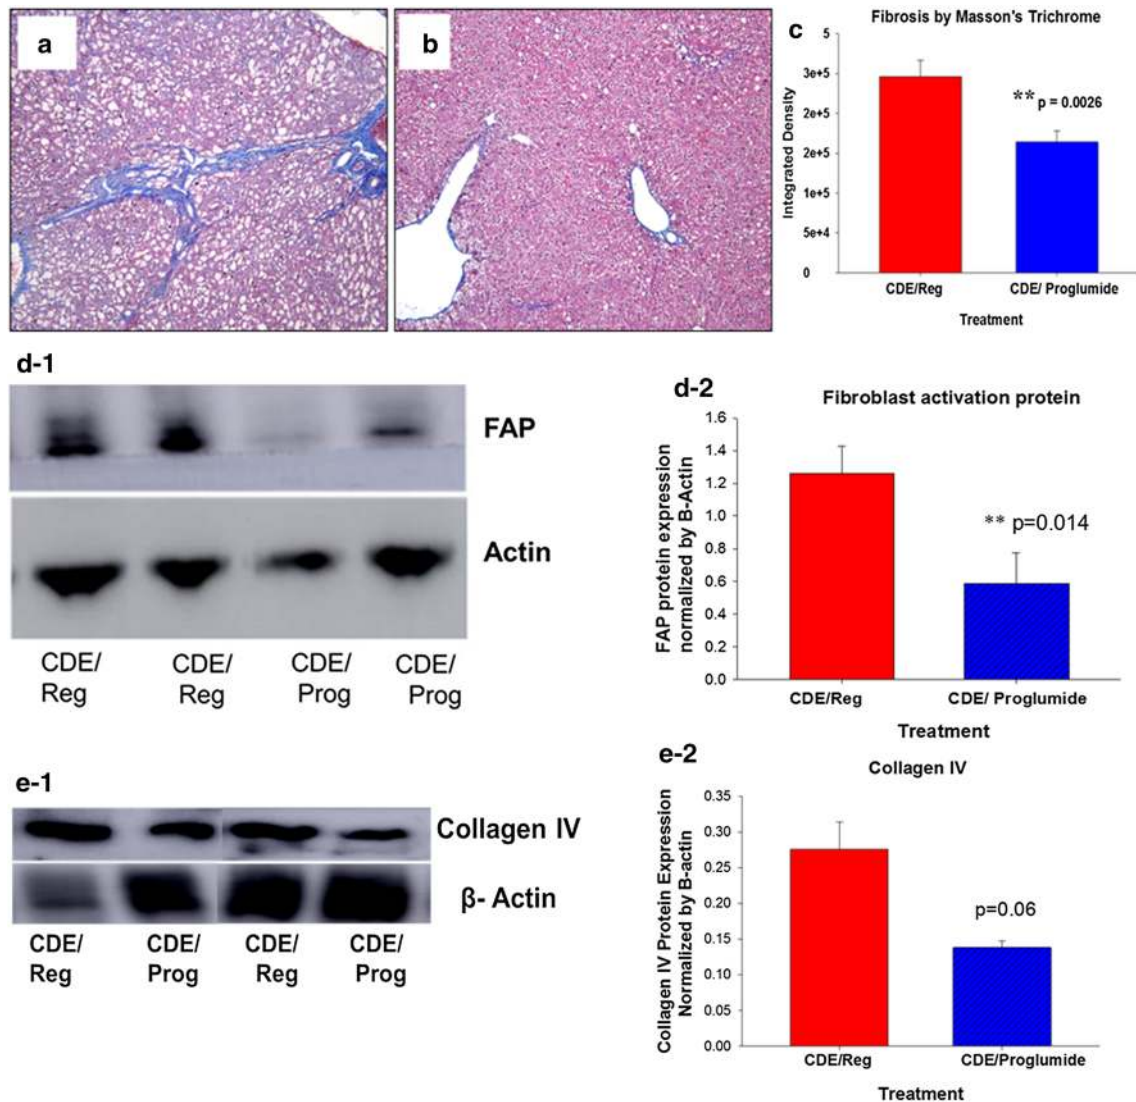 a
b
c
Fibrosis by Masson's Trichrome
Integrated Density
5
3e+5
2e+5
2e+5
1e+5
5e+4
0
** p = 0.0026
CDE/Reg
CDE/ Proglumide
Treatment
d-1
FAP
Actin
CDE/ CDE/ CDE/ CDE/
Reg Reg Prog Prog
d-2
Fibroblast activation protein
FAP protein expression
normalized by B-Actin
1.6
1.4
1.2
1.0
0.8
0.6
0.4
0.2
0.0
** p=0.014
CDE/Reg
CDE/ Proglumide
Treatment
e-1
Collagen IV
β- Actin
CDE/ CDE/ CDE/ CDE/
Reg Prog Reg Prog
e-2
Collagen IV
Collagen IV Protein Expression
Normalized by B-actin
0.35
0.30
0.25
0.20
0.15
0.10
0.05
0.00
p=0.06
CDE/Reg
CDE/Proglumide
Treatment